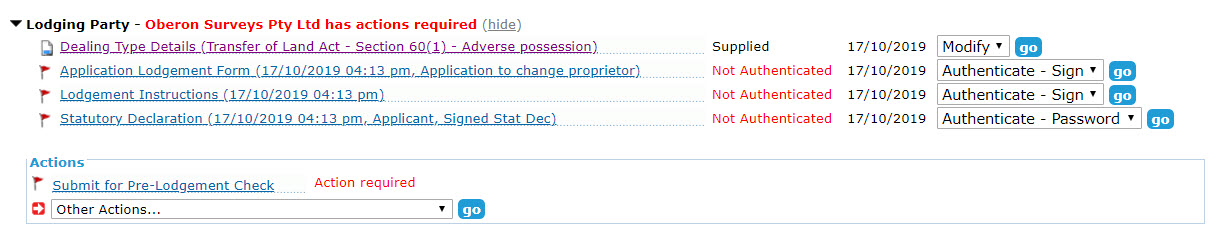 Lodging Party - Oberon Surveys Pty Ltd has actions required (hide)
Dealing Type Details (Transfer of Land Act - Section 60(1) - Adverse possession) Supplied 17/10/2019 Modify go
Application Lodgement Form (17/10/2019 04:13 pm, Application to change proprietor) Not Authenticated 17/10/2019 Authenticate - Sign go
Lodgement Instructions (17/10/2019 04:13 pm) Not Authenticated 17/10/2019 Authenticate - Sign go
Statutory Declaration (17/10/2019 04:13 pm, Applicant, Signed Stat Dec) Not Authenticated 17/10/2019 Authenticate - Password go
Actions
Submit for Pre-Lodgement Check Action required
Other Actions... go